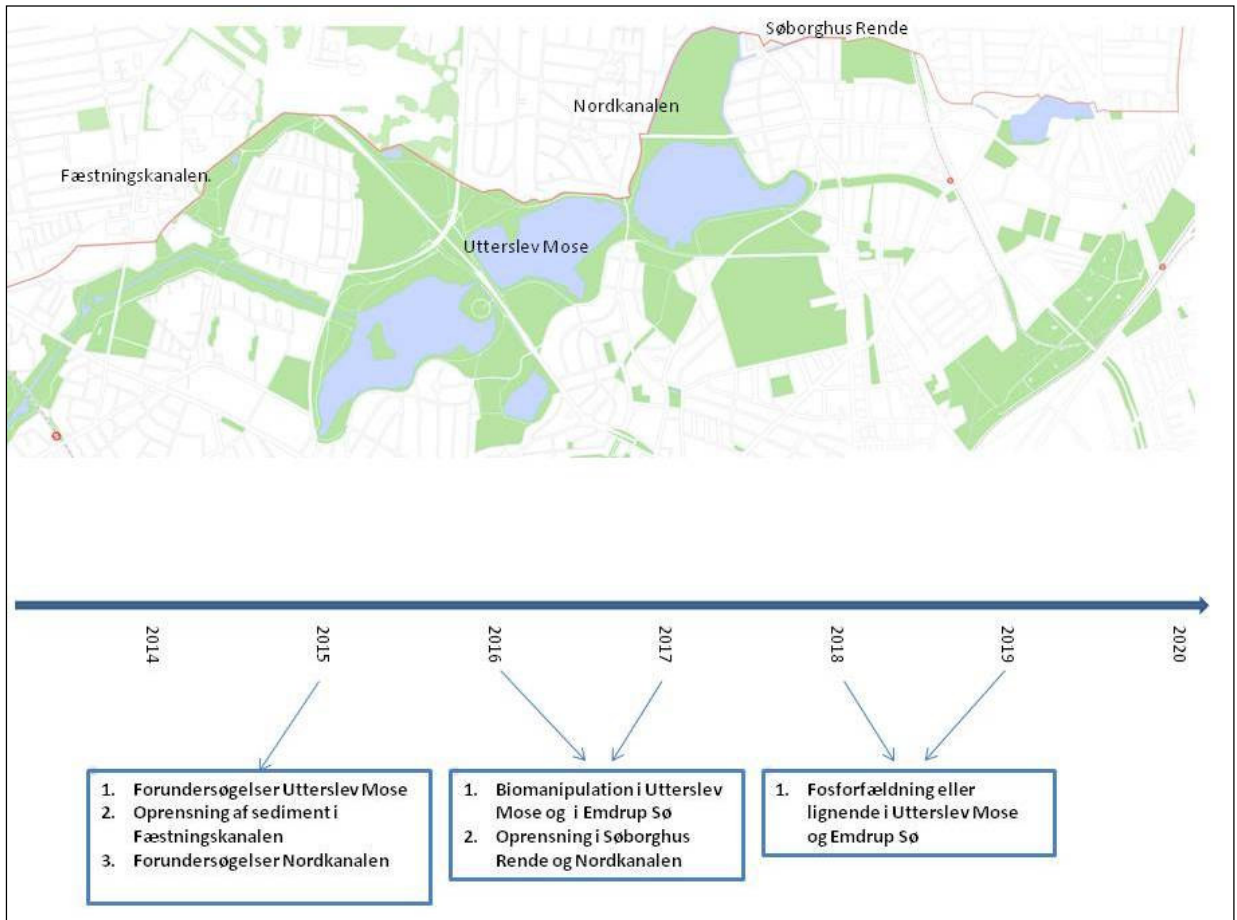 Søborghus Rende
Nordkanalen
Fæstningskanalen.
Utterslev Mose
2014
2015
2016
2017
2018
2019
2020
1. Forundersøgelser Utterslev Mose
2. Oprensning af sediment i
Fæstningskanalen
3. Forundersøgelser Nordkanalen
1. Biomanipulation i Utterslev
Mose og i Emdrup Sø
2. Oprensning i Søborghus
Rende og Nordkanalen
1. Fosforfældning eller
lignende i Utterslev Mose
og Emdrup Sø